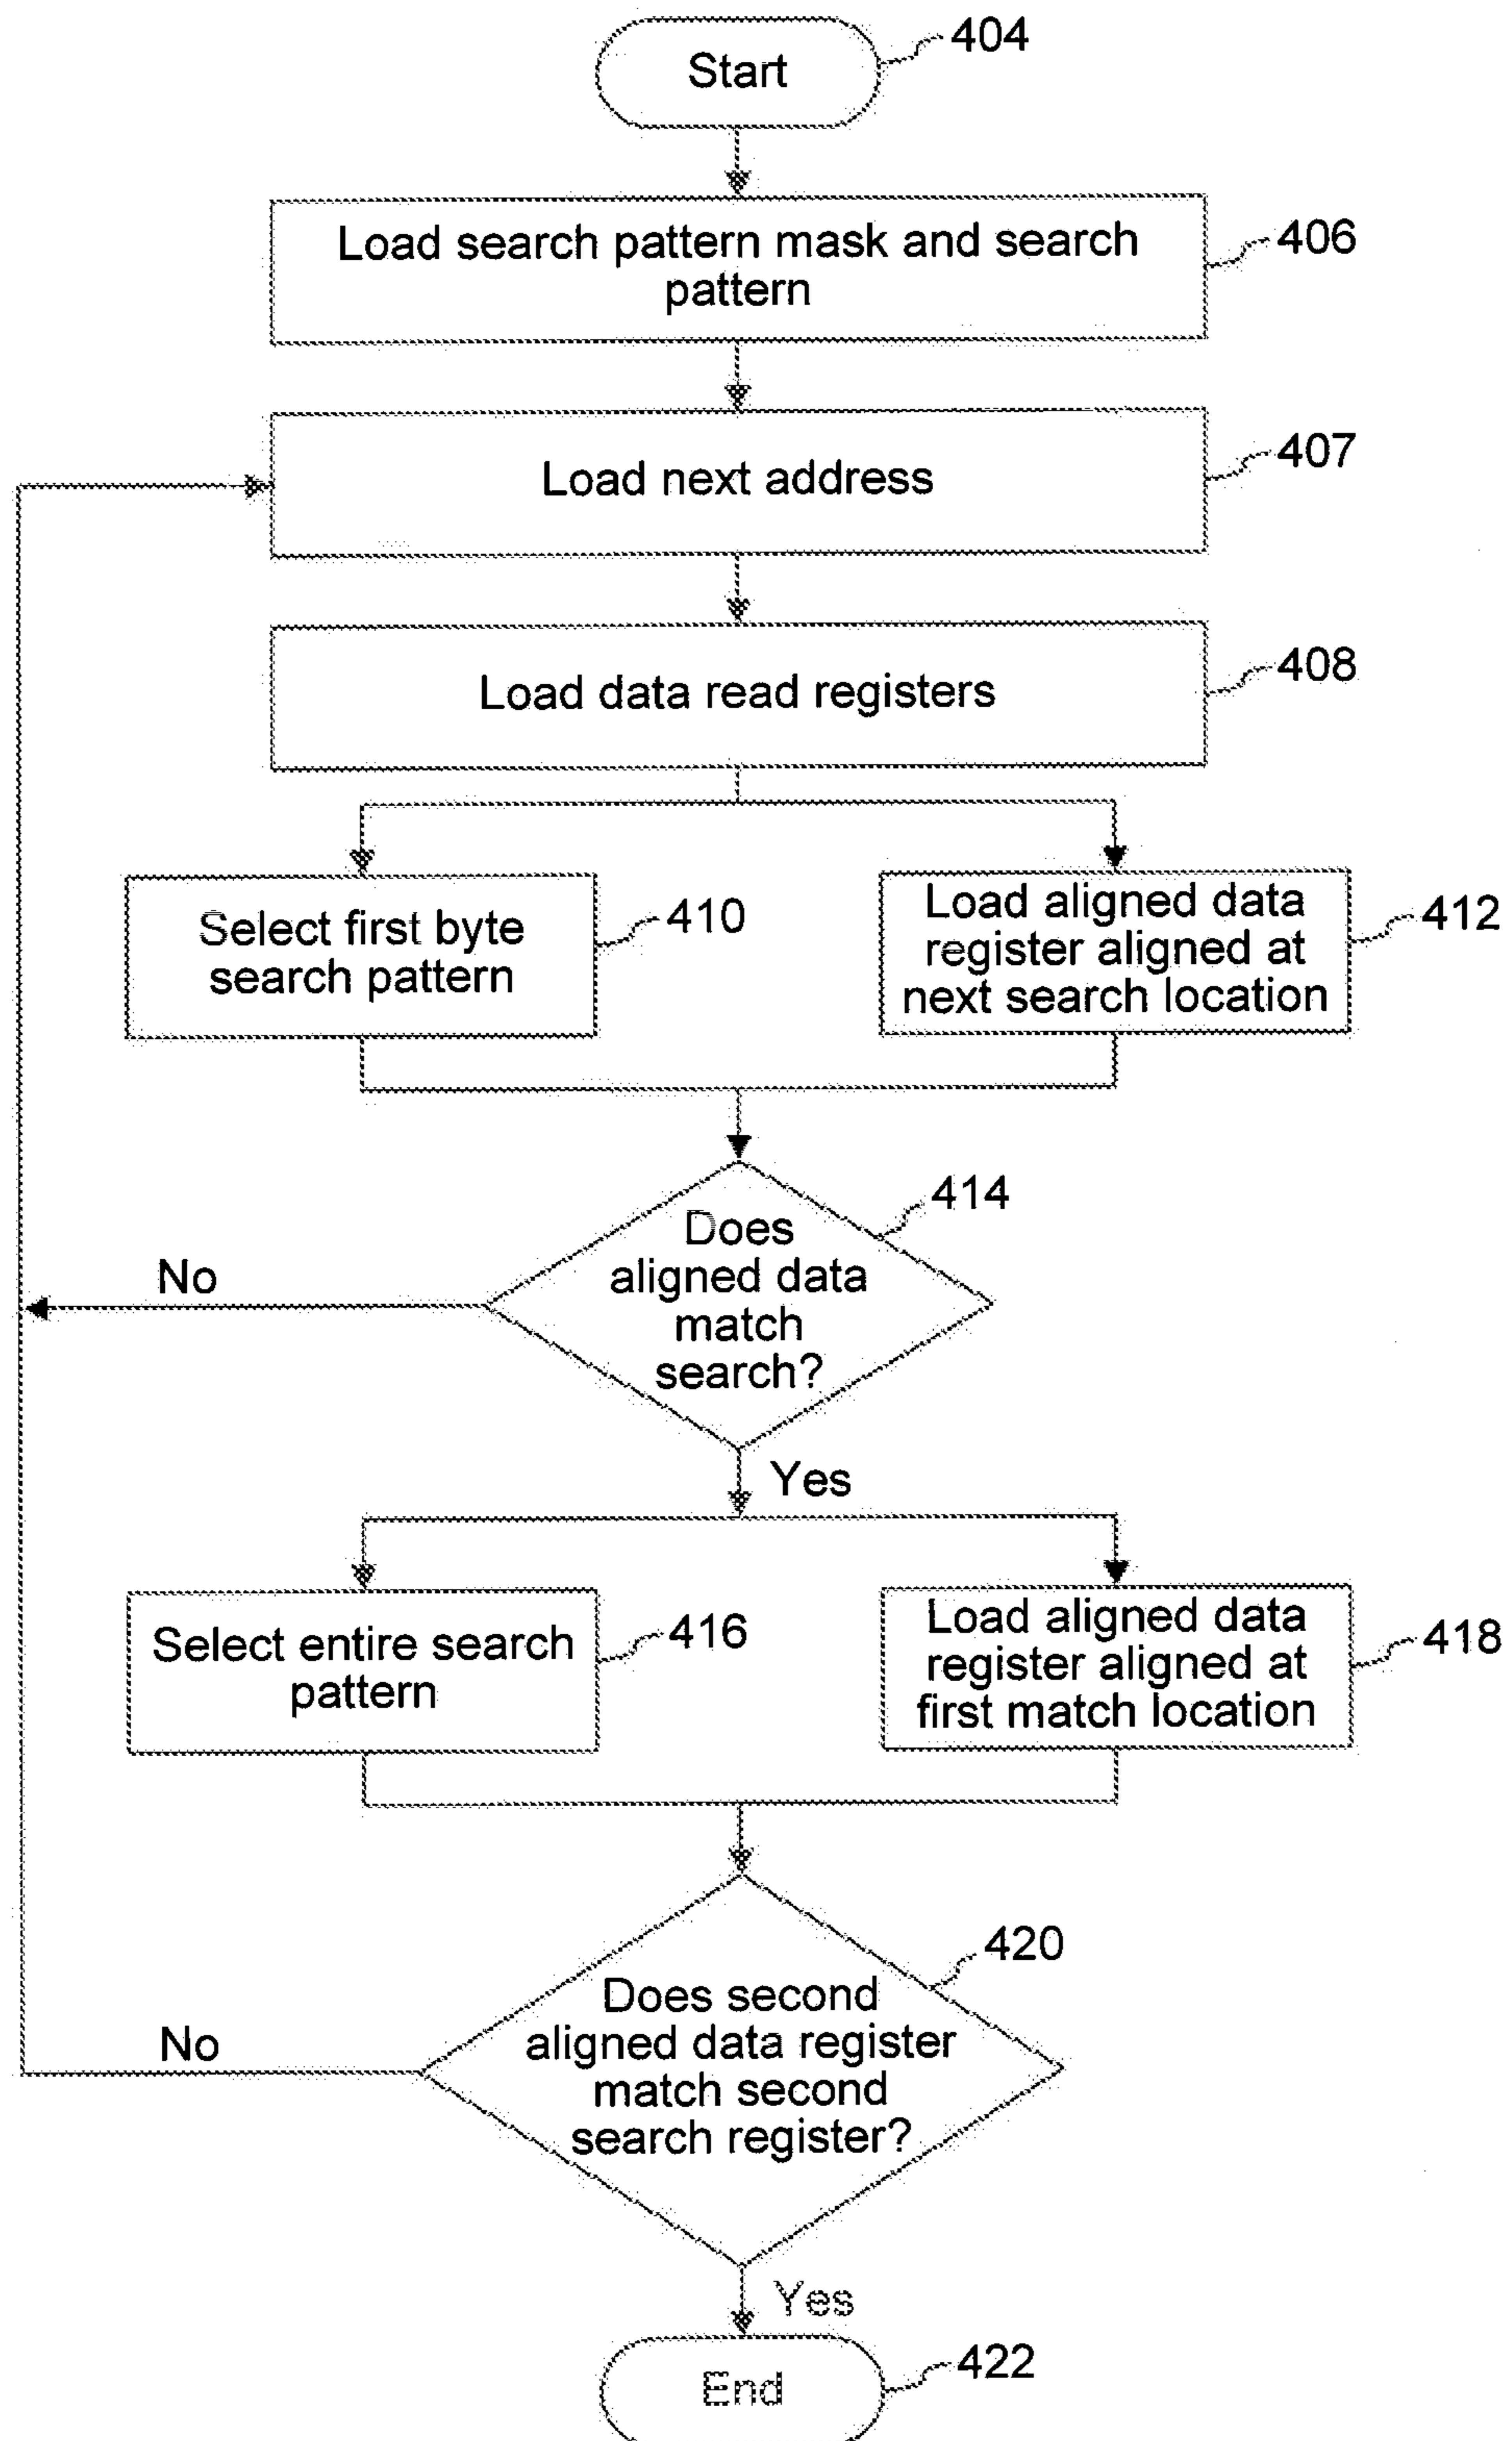 404
Start
Load search pattern mask and search
pattern
406
Load next address
407
Load data read registers
408
Select first byte
search pattern
410
Load aligned data
register aligned at
next search location
412
Does
aligned data
match
search?
414
No
Yes
Select entire search
pattern
416
Load aligned data
register aligned at
first match location
418
Does second
aligned data register
match second
search register?
420
No
Yes
End
422